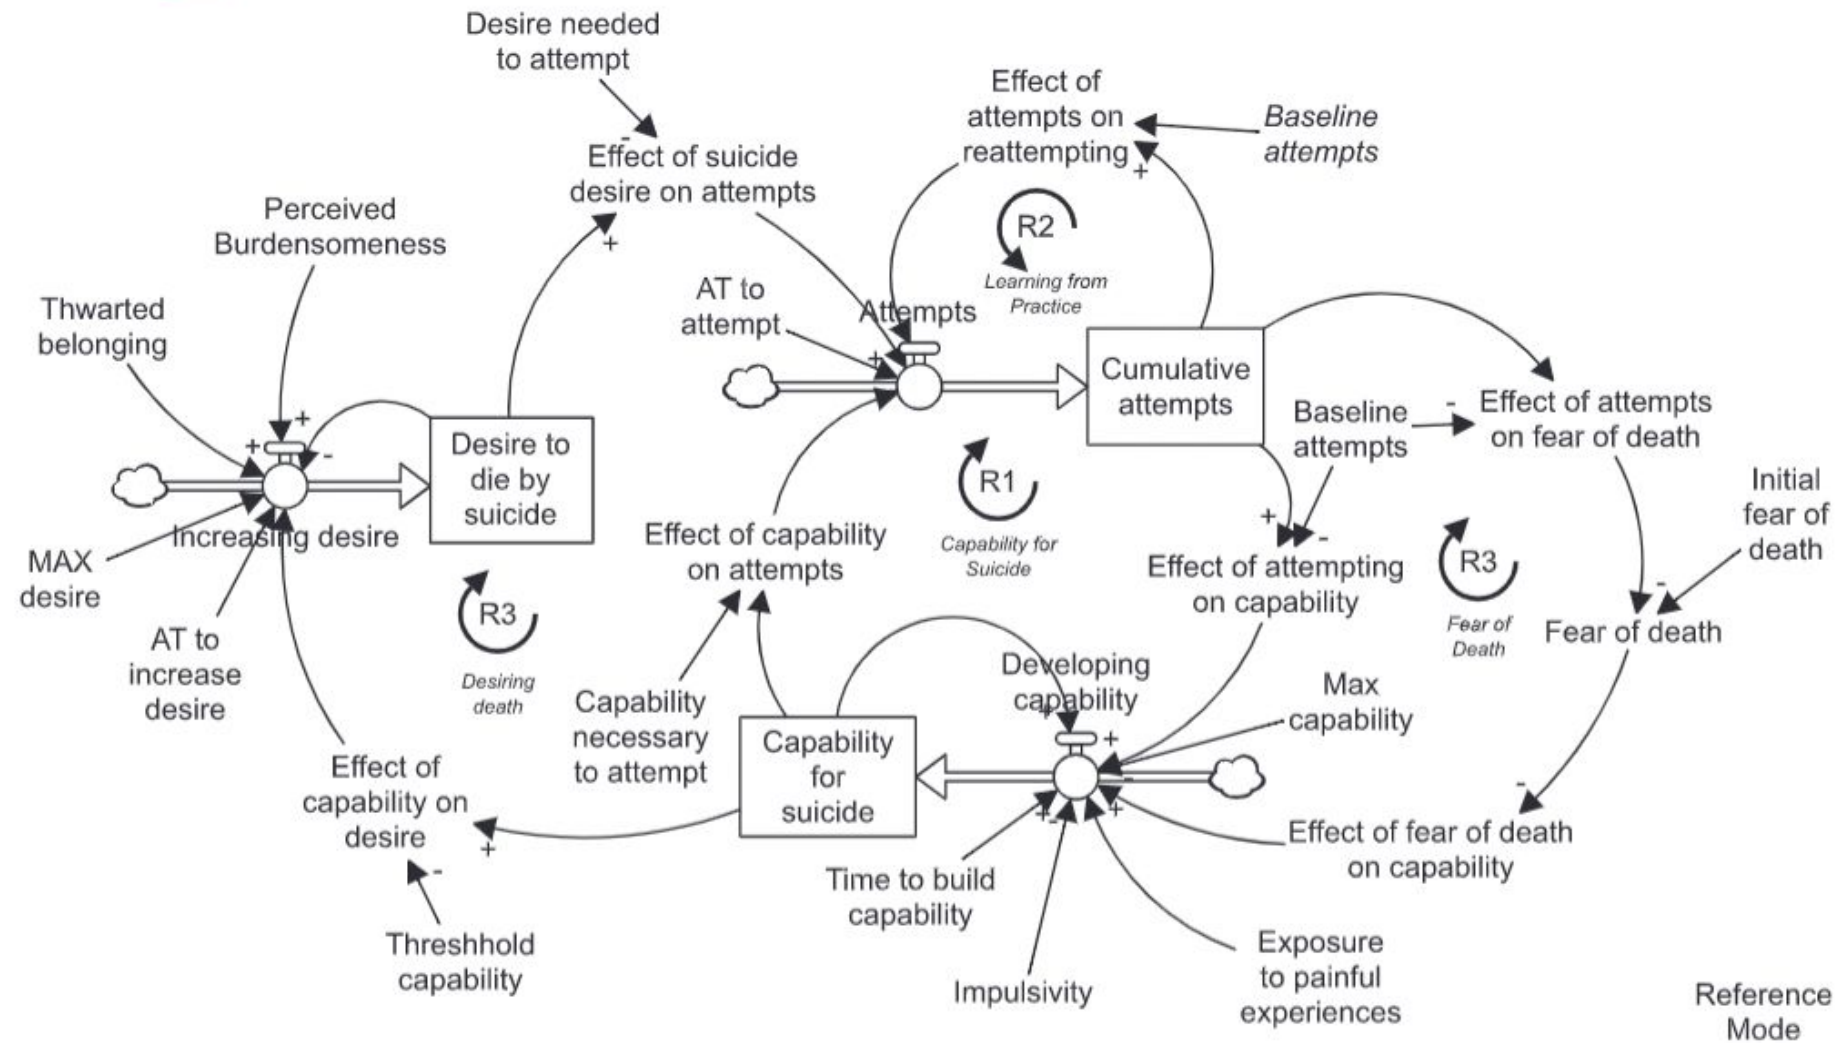 Desire needed
to attempt
Effect of
attempts on
reattempting
Baseline
attempts
+
-
Effect of suicide
desire on attempts
+
Perceived
Burdensomeness
R2
Learning from
Practice
Thwarted
belonging
AT to
attempt
Attempts
+
Cumulative
attempts
Baseline
attempts
-
Effect of attempts
on fear of death
+
+
-
Desire to
die by
suicide
Increasing desire
MAX
desire
R1
Capability for
Suicide
Initial
fear of
death
+
-
Effect of capability
on attempts
Effect of attempting
on capability
R3
Fear of
Death
-
Fear of death
R3
Desiring
death
AT to
increase
desire
Capability
necessary
to attempt
Developing
capability
+
+
Max
capability
Capability
for
suicide
-
Effect of
capability on
desire
+
-
+
-
+
-
Effect of fear of death
on capability
Time to build
capability
Threshhold
capability
Impulsivity
Exposure
to painful
experiences
Reference
Mode